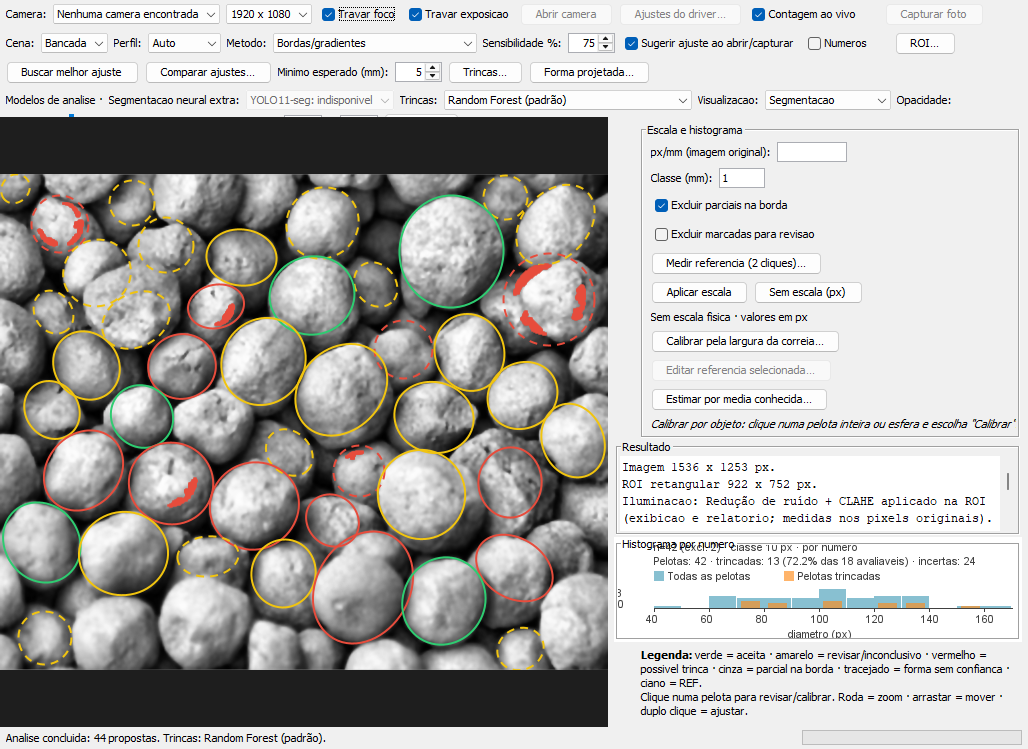 Camera: Nenhuma camera encontrada 1920 x 1080 Travar foco Travar exposicao Abrir camera Ajustes do driver... Contagem ao vivo Capturar foto
Cena: Bancada Perfil: Auto Metodo: Bordas/gradientes Sensibilidade %: 75 Sugerir ajuste ao abrir/capturar Numeros ROI...
Buscar melhor ajuste Comparar ajustes... Minimo esperado (mm): 5 Trincas... Forma projetada...
Modelos de analise · Segmentacao neural extra: YOLO11-seg: indisponivel Trincas: Random Forest (padrão) Visualizacao: Segmentacao Opacidade:
Escala e histograma
px/mm (imagem original):
Classe (mm): 1
Excluir parciais na borda
Excluir marcadas para revisao
Medir referencia (2 cliques)...
Aplicar escala Sem escala (px)
Sem escala fisica · valores em px
Calibrar pela largura da correia...
Editar referencia selecionada...
Estimar por media conhecida...
Calibrar por objeto: clique numa pelota inteira ou esfera e escolha "Calibrar'
Resultado
Imagem 1536 x 1253 px.
ROI retangular 922 x 752 px.
Iluminacao: Redução de ruído + CLAHE aplicado na ROI
(exibicao e relatorio; medidas nos pixels originais).
Histograma por numero
n=42 (excl. 2) · classe 10 px · por numero
Pelotas: 42 · trincadas: 13 (72.2% das 18 avaliaveis) · incertas: 24
Todas as pelotas Pelotas trincadas
3
0
40 60 80 100 120 140 160
diametro (px)
Legenda: verde = aceita · amarelo = revisar/inconclusivo · vermelho =
possivel trinca · cinza = parcial na borda · tracejado = forma sem confianca ·
ciano = REF.
Clique numa pelota para revisar/calibrar. Roda = zoom · arrastar = mover ·
duplo clique = ajustar.
Analise concluida: 44 propostas. Trincas: Random Forest (padrão).